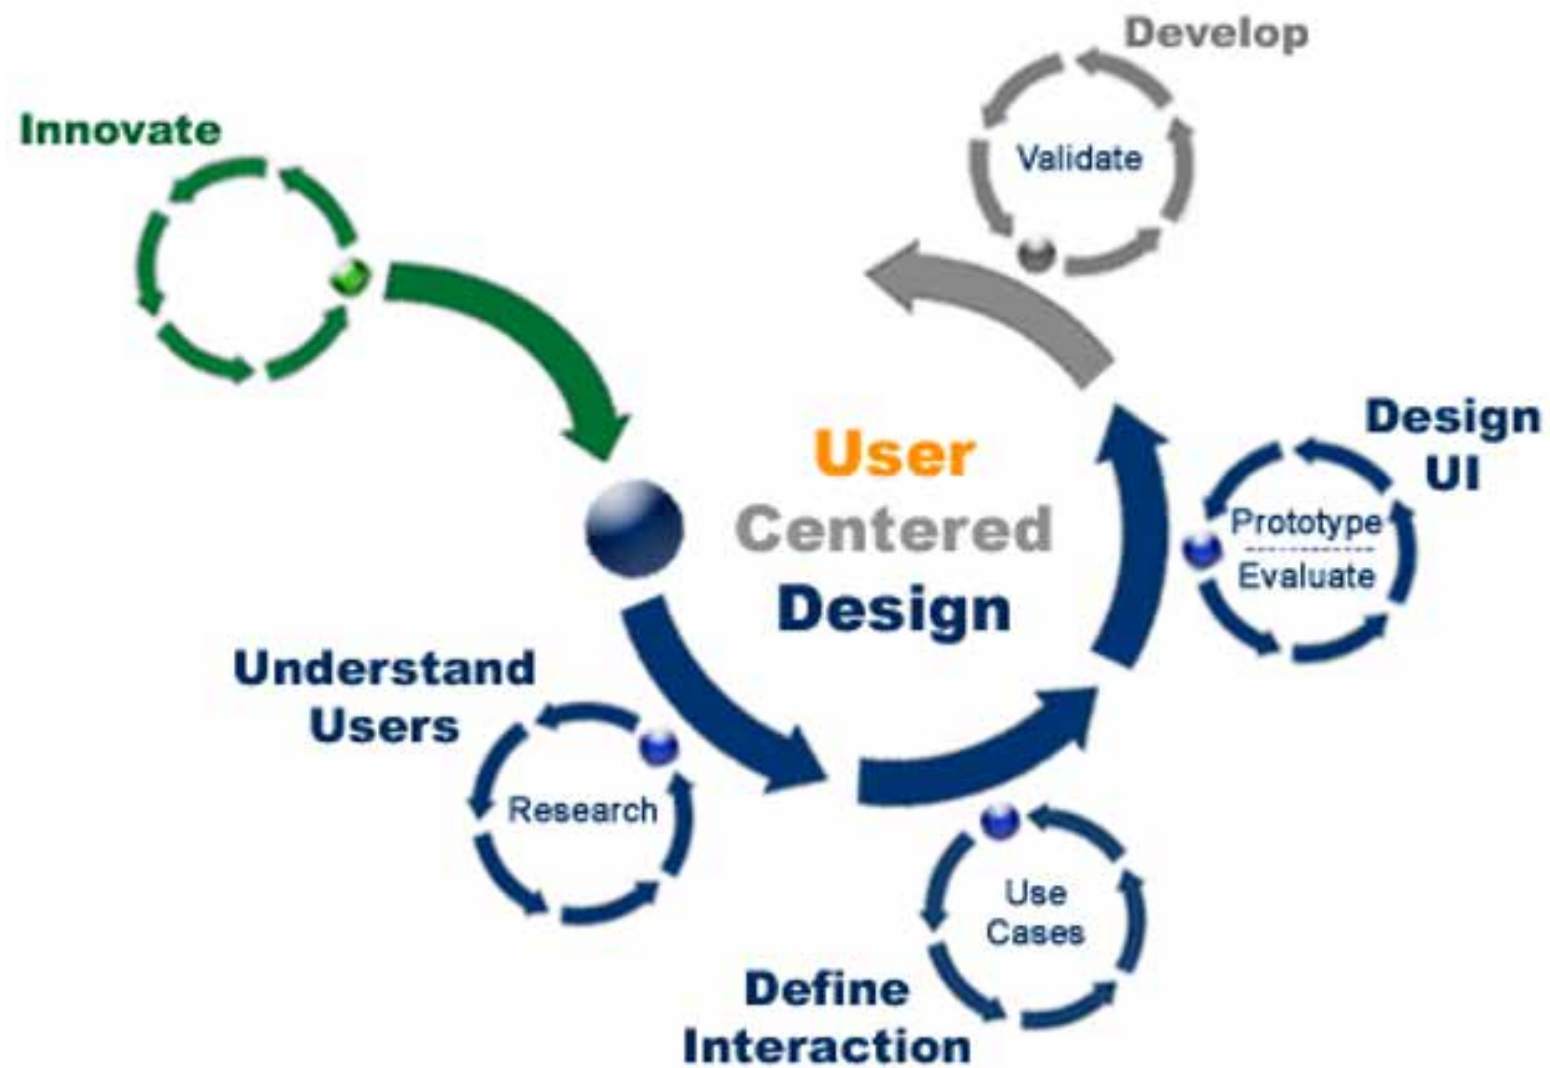 Develop
Validate
Innovate
User
Centered
Design
Design
UI
Prototype
Evaluate
Understand
Users
Research
Use
Cases
Define
Interaction